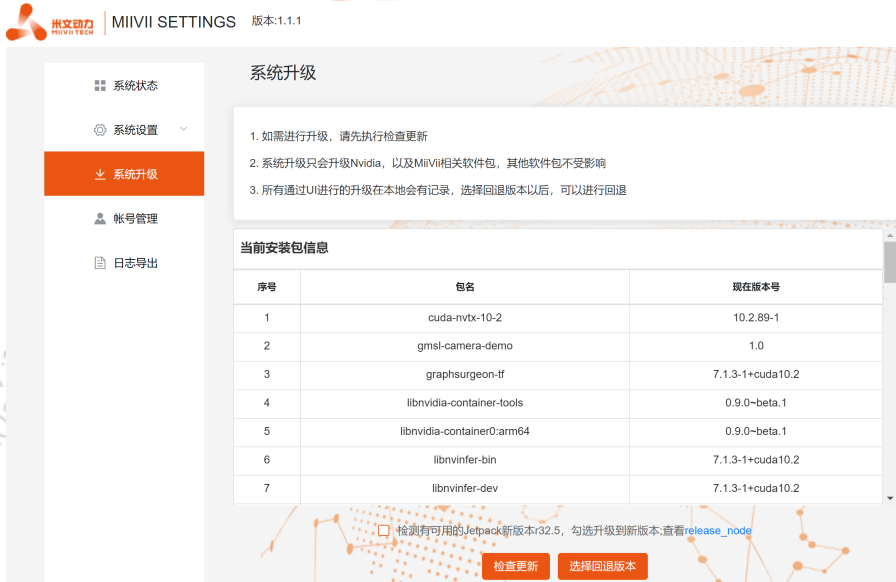 米文动力 MIIVII SETTINGS 版本:1.1.1
MIIVII TECH
系统状态
系统设置
系统升级
帐号管理
日志导出
系统升级
1. 如需进行升级，请先执行检查更新
2. 系统升级只会升级Nvidia，以及MiiVii相关软件包，其他软件包不受影响
3. 所有通过UI进行的升级在本地会有记录，选择回退版本以后，可以进行回退
当前安装包信息
序号 包名 现在版本号
1 cuda-nvtx-10-2 10.2.89-1
2 gmsl-camera-demo 1.0
3 graphsurgeon-tf 7.1.3-1+cuda10.2
4 libnvidia-container-tools 0.9.0~beta.1
5 libnvidia-container0:arm64 0.9.0~beta.1
6 libnvinfer-bin 7.1.3-1+cuda10.2
7 libnvinfer-dev 7.1.3-1+cuda10.2
检测有可用的Jetpack新版本r32.5，勾选升级到新版本;查看release_node
检查更新 选择回退版本